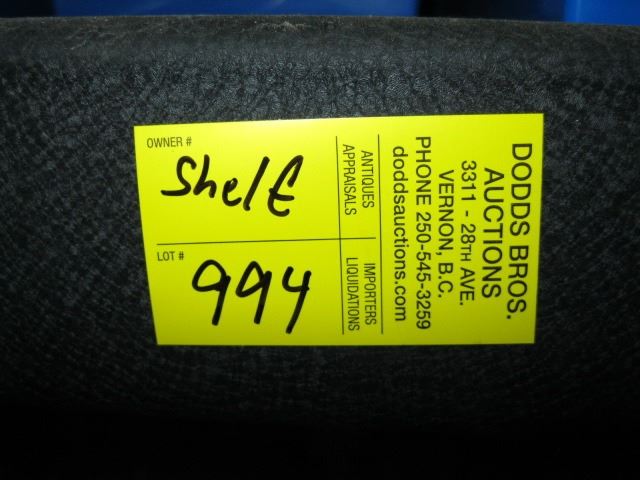 OWNER #
Shelf
LOT #
994
ANTIQUES
APPRAISALS
IMPORTERS
LIQUIDATIONS
DODDS BROS.
AUCTIONS
3311 - 28TH AVE.
VERNON, B.C.
PHONE 250-545-3259
doddsauctions.com